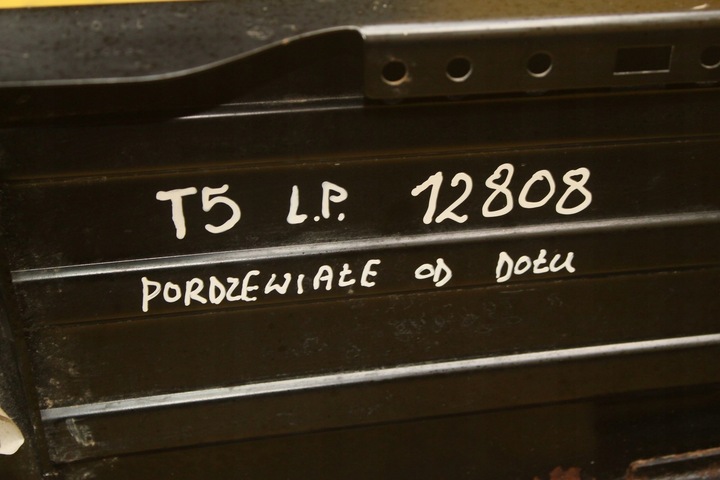 T5 L.P. 12808
PORDZEWIAŁE OD DOŁU